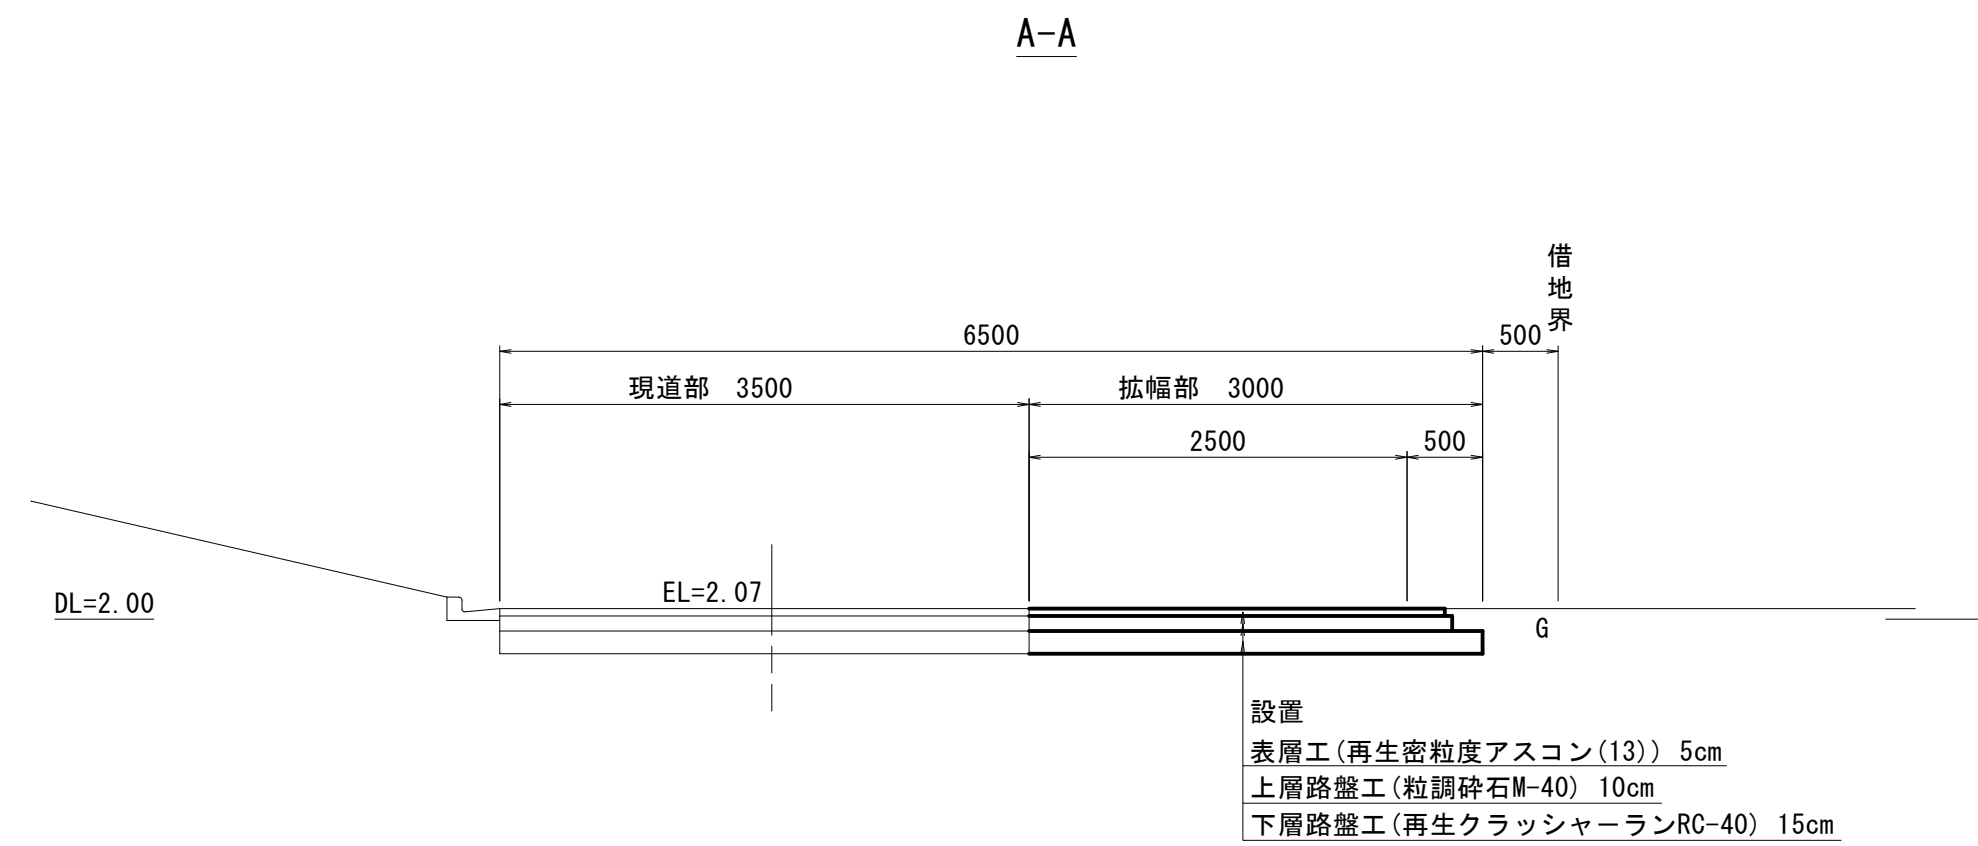 A-A
借地界
6500
500
現道部 3500
拡幅部 3000
2500
500
DL=2.00
EL=2.07
G
設置
表層工(再生密粒度アスコン(13)) 5cm
上層路盤工(粒調砕石M-40) 10cm
下層路盤工(再生クラッシャーランRC-40) 15cm